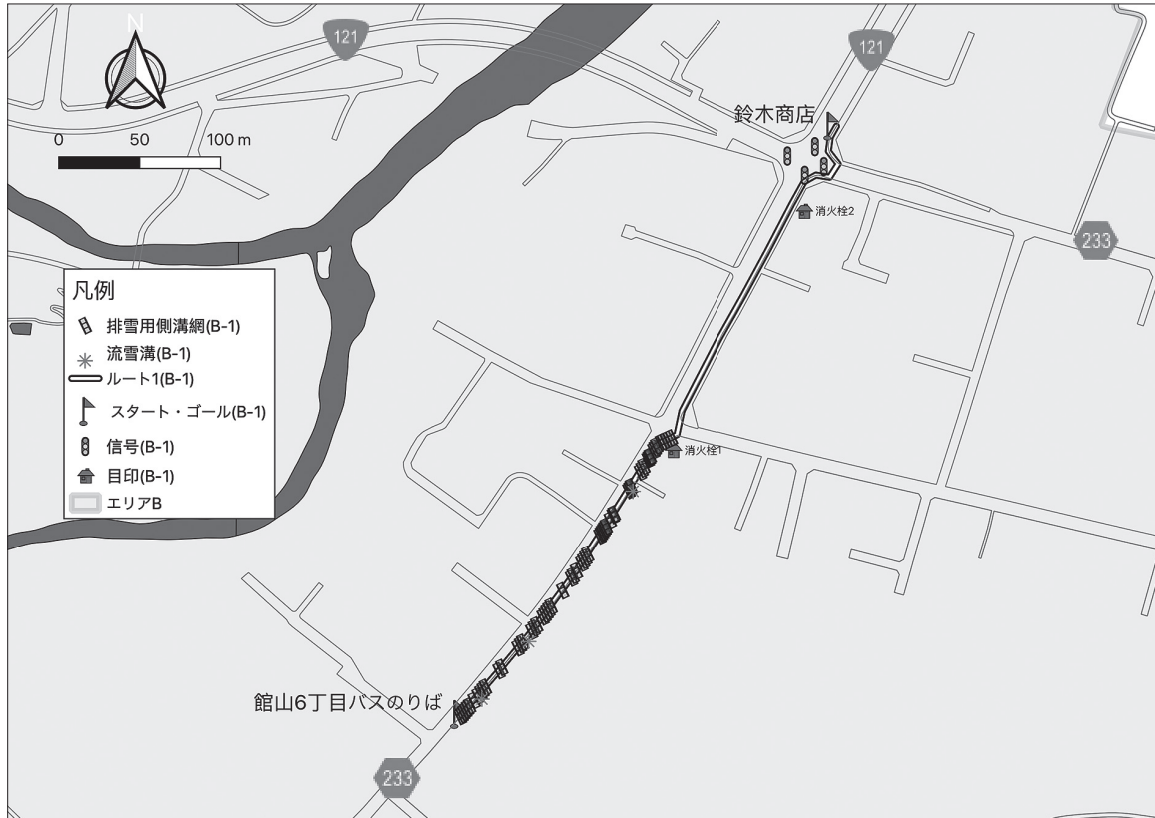 N
121
121
0 50 100 m
鈴木商店
消火栓2
233
凡例
排雪用側溝網(B-1)
流雪溝(B-1)
ルート1(B-1)
スタート・ゴール(B-1)
信号(B-1)
目印(B-1)
エリアB
消火栓1
館山6丁目バスのりば
233